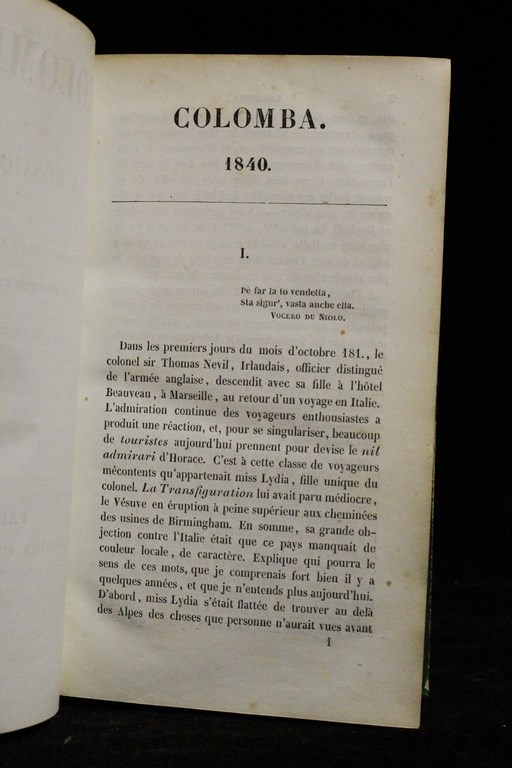 COLOMBA.
1840.
I.
Pè far la to vendetta,
Sta sigur', vasta anche ella.
VOCERO DU NIOLO.
Dans les premiers jours du mois d'octobre 181., le
colonel sir Thomas Nevil, Irlandais, officier distingué
de l'armée anglaise, descendit avec sa fille à l'hôtel
Beauveau, à Marseille, au retour d'un voyage en Italie.
L'admiration continue des voyageurs enthousiastes a
produit une réaction, et, pour se singulariser, beaucoup
de touristes aujourd'hui prennent pour devise le nil
admirari d'Horace. C'est à cette classe de voyageurs
mécontents qu'appartenait miss Lydia, fille unique du
colonel. La Transfiguration lui avait paru médiocre,
le Vésuve en éruption à peine supérieur aux cheminées
des usines de Birmingham. En somme, sa grande ob-
jection contre l'Italie était que ce pays manquait de
couleur locale, de caractère. Explique qui pourra le
sens de ces mots, que je comprenais fort bien il y a
quelques années, et que je n'entends plus aujourd'hui.
D'abord, miss Lydia s'était flattée de trouver au delà
des Alpes des choses que personne n'aurait vues avant
1